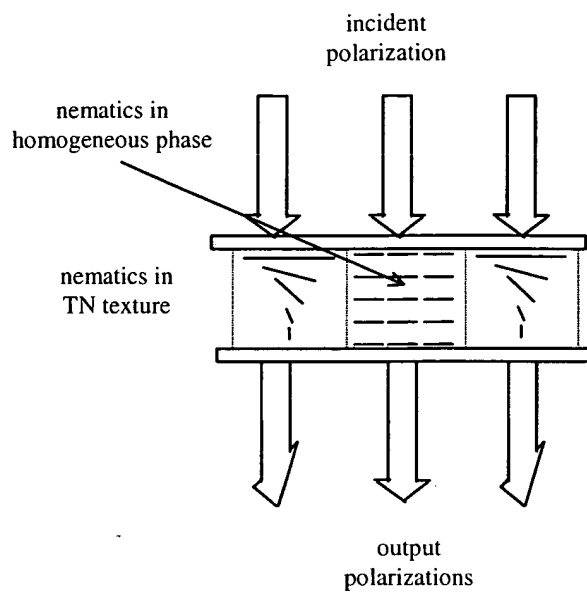 incident
polarization
nematics in
homogeneous phase
nematics in
TN texture
output
polarizations